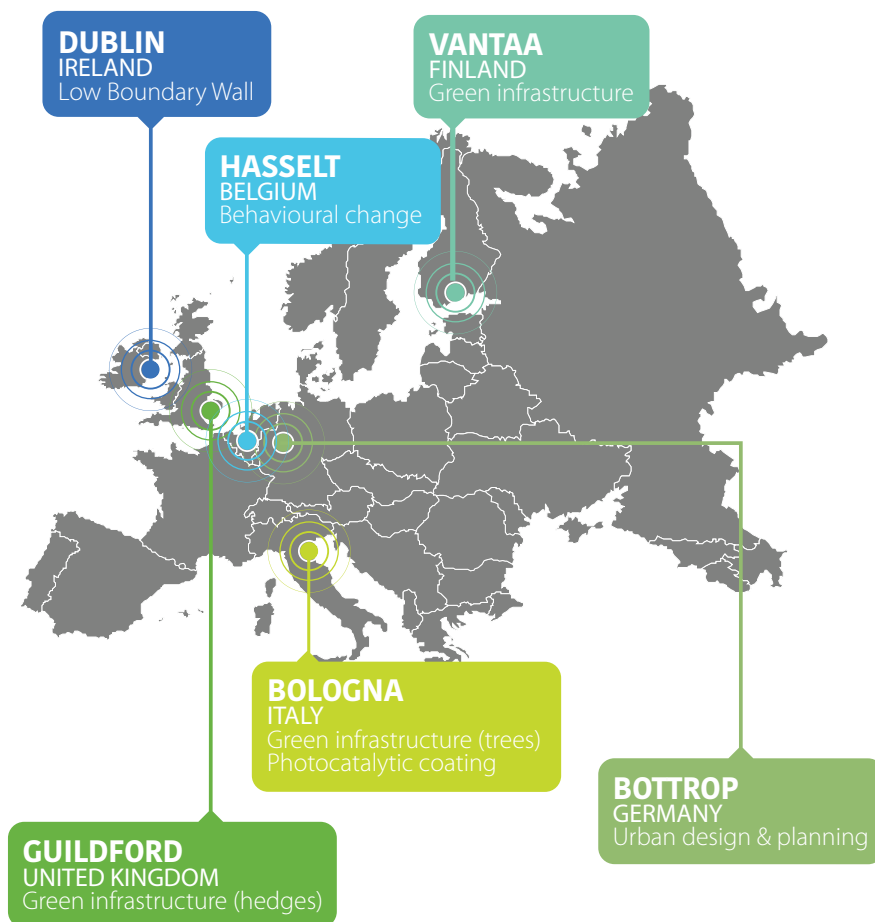 DUBLIN
IRELAND
Low Boundary Wall
VANTAA
FINLAND
Green infrastructure
HASSELT
BELGIUM
Behavioural change
BOLOGNA
ITALY
Green infrastructure (trees)
Photocatalytic coating
BOTTROP
GERMANY
Urban design & planning
GUILDFORD
UNITED KINGDOM
Green infrastructure (hedges)